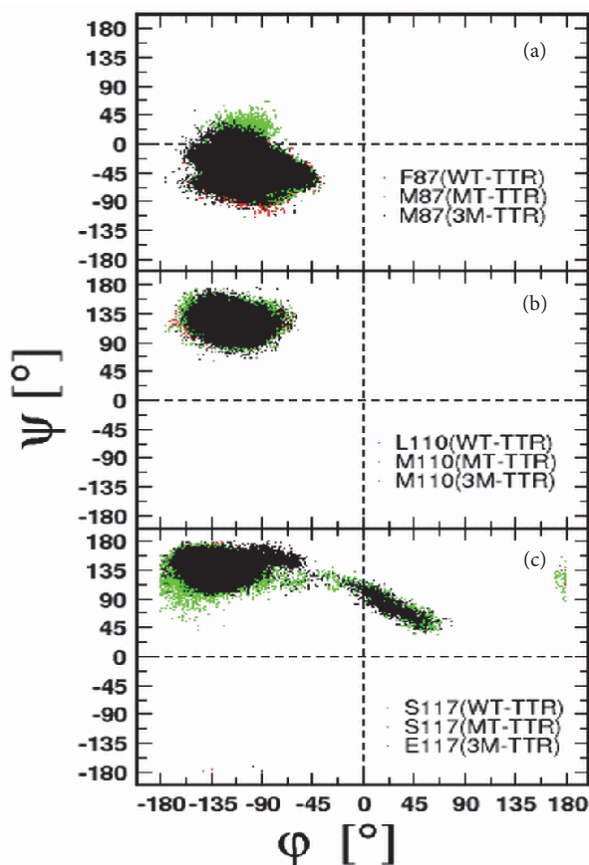 180
(a)
135
90
45
0
-45
F87(WT-TTR)
M87(MT-TTR)
-90
M87(3M-TTR)
-135
-180
180
(b)
135
90
45
0
-45
L110(WT-TTR)
-90
M110(MT-TTR)
-135
M110(3M-TTR)
-180
180
(c)
135
90
45
0
-45
S117(WT-TTR)
-90
S117(MT-TTR)
-135
E117(3M-TTR)
-180
ψ [°]
-180 -135 -90 -45 0 45 90 135 180
φ [°]